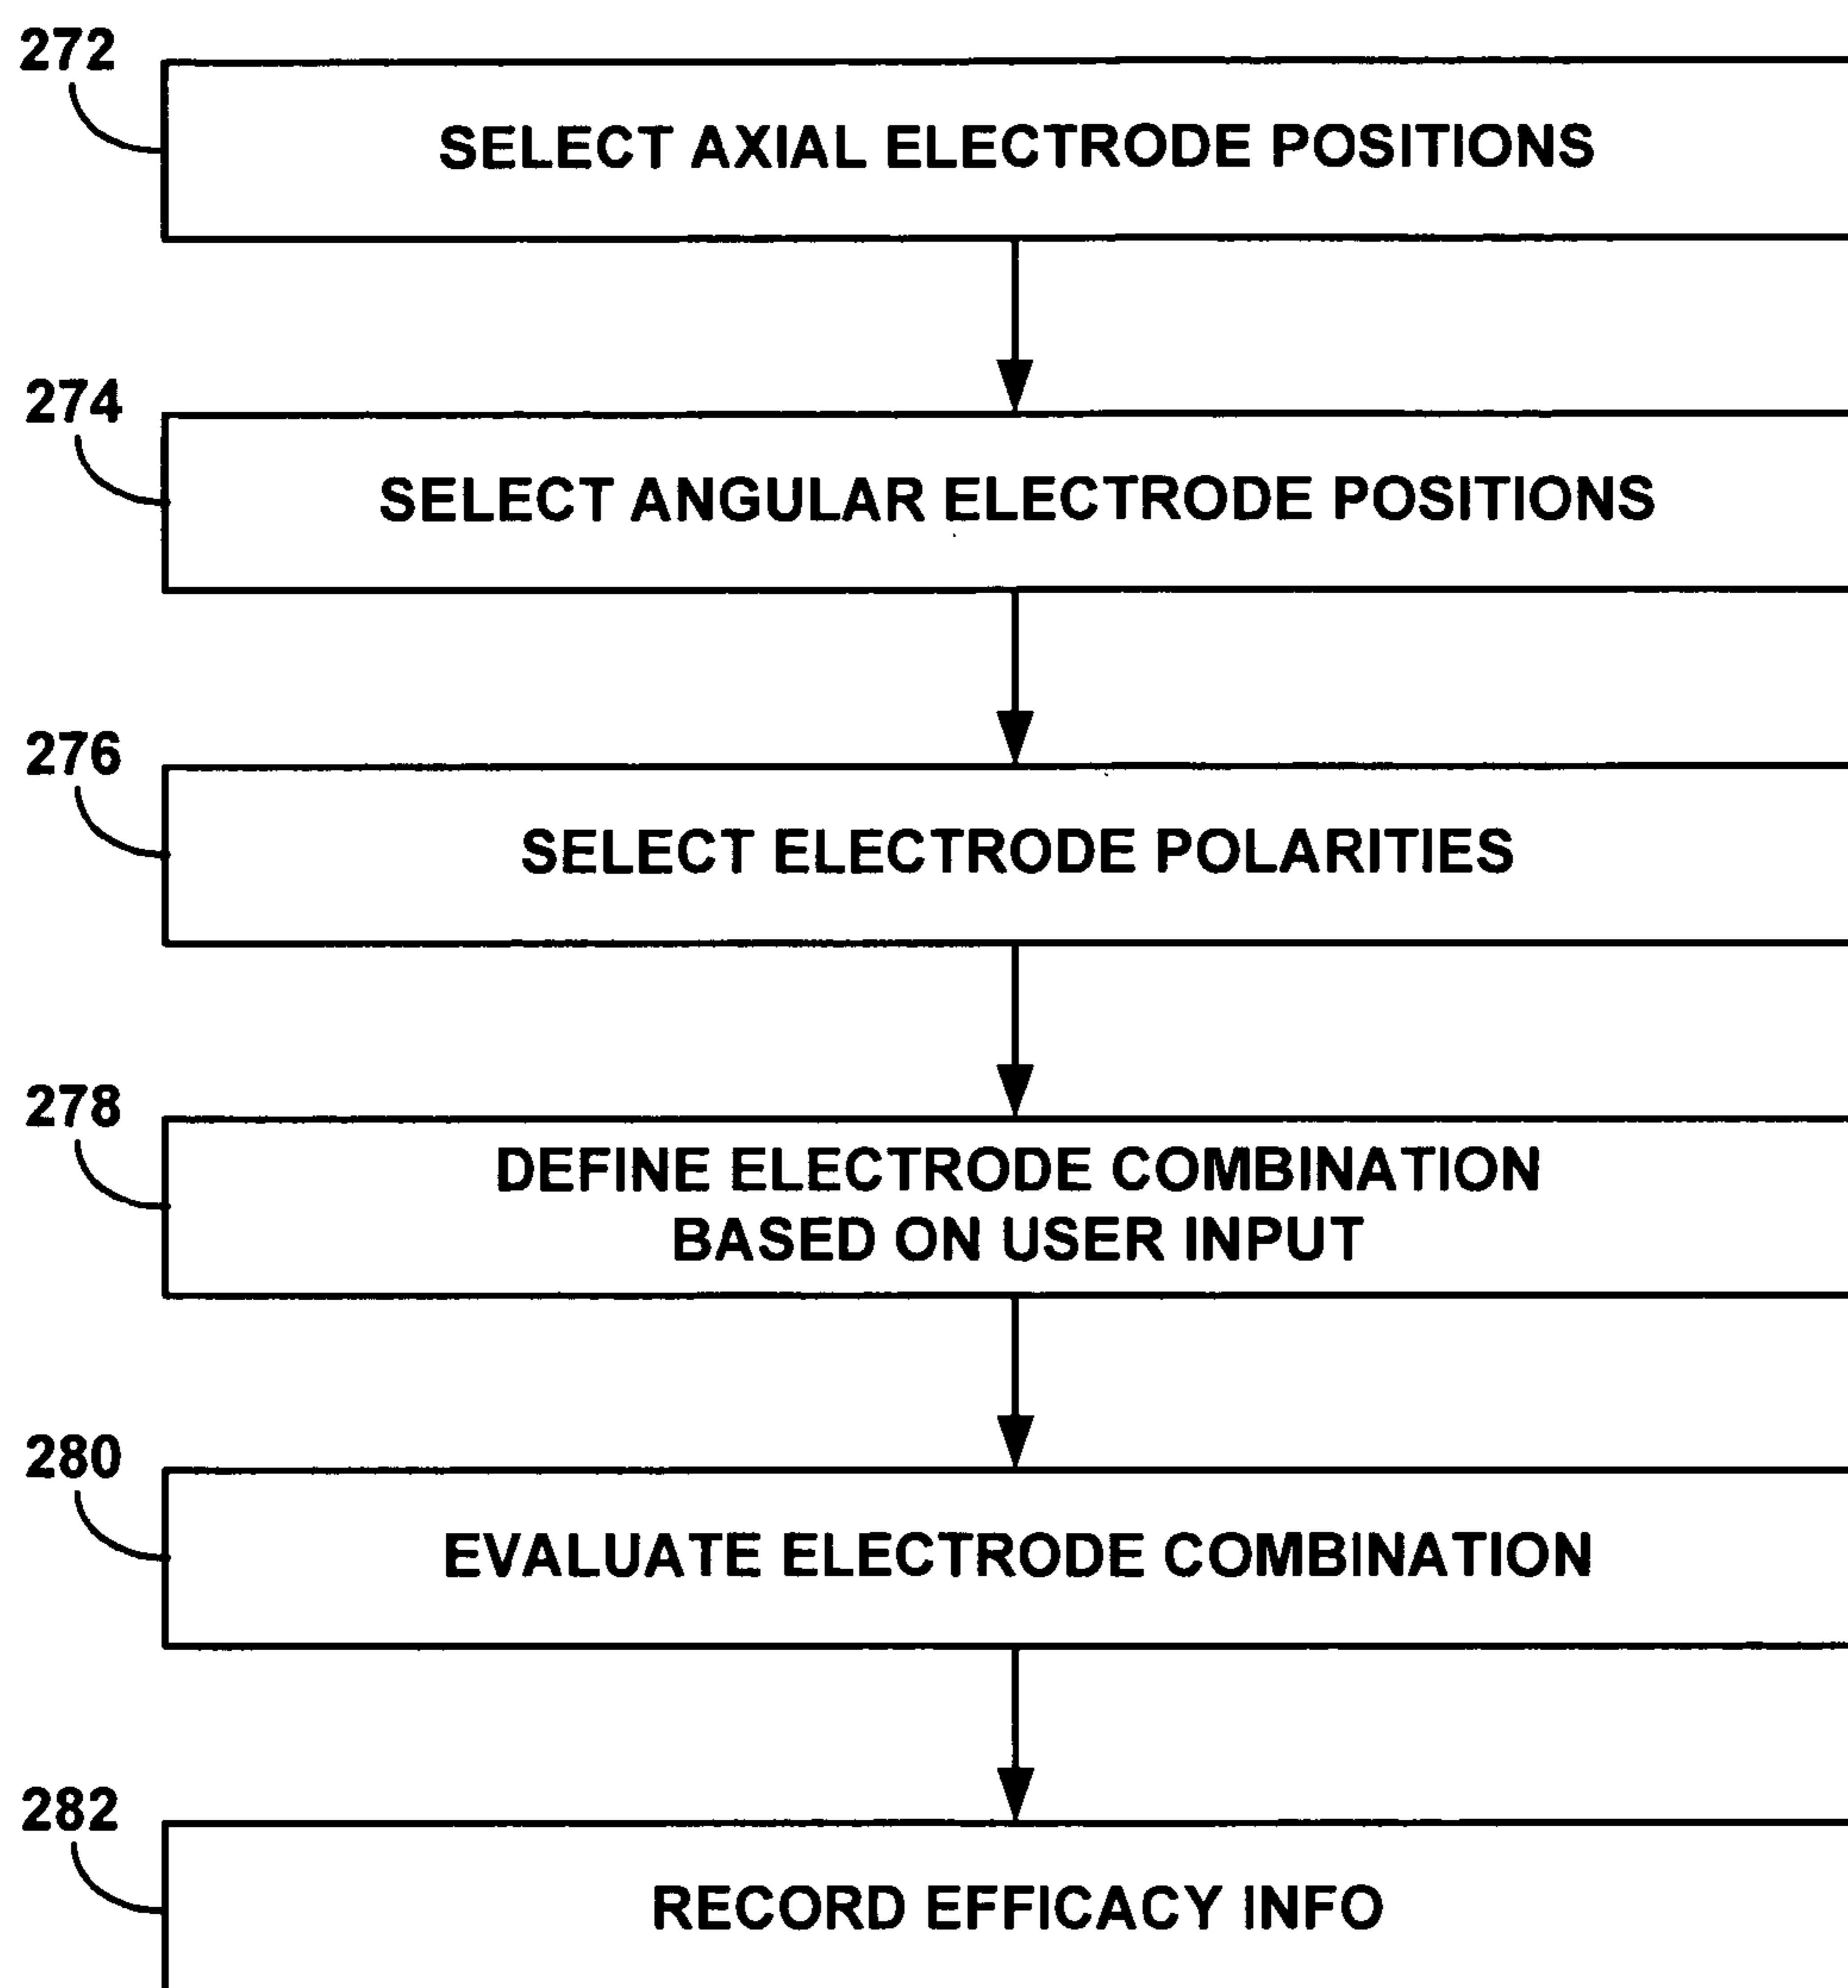 272
SELECT AXIAL ELECTRODE POSITIONS
274
SELECT ANGULAR ELECTRODE POSITIONS
276
SELECT ELECTRODE POLARITIES
278
DEFINE ELECTRODE COMBINATION
BASED ON USER INPUT
280
EVALUATE ELECTRODE COMBINATION
282
RECORD EFFICACY INFO